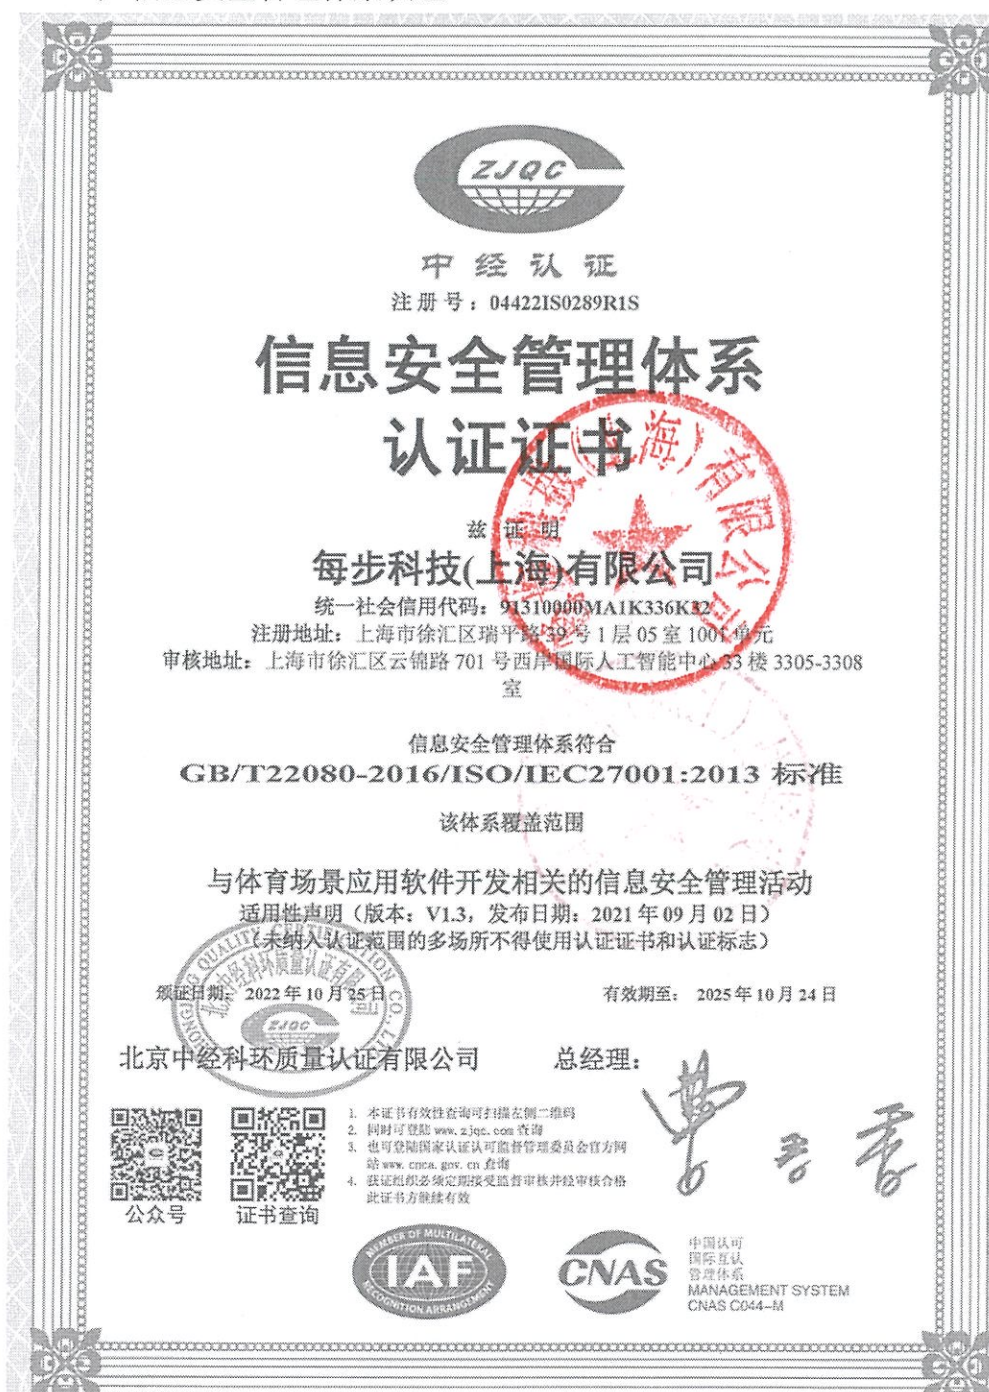 ZJQC
中经认证
注册号：04422IS0289R1S
信息安全管理体系
认证证书
兹证明
每步科技(上海)有限公司
统一社会信用代码：91310000MA1K336K32
注册地址：上海市徐汇区瑞平路39号1层05室1001单元
审核地址：上海市徐汇区云锦路 701 号西岸国际人工智能中心 33 楼 3305-3308
室
信息安全管理体系符合
GB/T22080-2016/ISO/IEC27001:2013 标准
该体系覆盖范围
与体育场景应用软件开发相关的信息安全管理活动
适用性声明（版本：V1.3，发布日期：2021年09月02日）
（未纳入认证范围的多场所不得使用认证证书和认证标志）
颁证日期：2022年10月25日
有效期至：2025年10月24日
北京中经科环质量认证有限公司
总经理：
1. 本证书有效性查询可扫描左侧二维码
2. 同时可登陆 www.zjqc.com 查询
3. 也可登陆国家认证认可监督管理委员会官方网
站 www.cnca.gov.cn 查询
4. 获证组织必须定期接受监督审核并经审核合格
此证书方继续有效
公众号
证书查询
MEMBER OF MULTILATERAL
IAF
RECOGNITION ARRANGEMENT
CNAS
中国认可
国际互认
管理体系
MANAGEMENT SYSTEM
CNAS C044-M